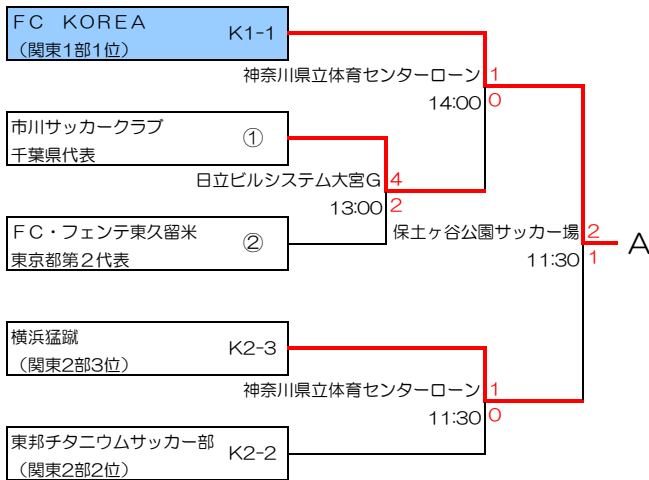 FC KOREA K1-1
（関東1部1位）
神奈川県立体育センターローン 1
14:00 0
市川サッカークラブ ①
千葉県代表
日立ビルシステム大宮G 4
13:00 2
FC・フェンテ東久留米 ②
東京都第2代表
保土ヶ谷公園サッカー場 2
11:30 1
A
横浜猛蹴 K2-3
（関東2部3位）
神奈川県立体育センターローン 1
11:30 0
東邦チタニウムサッカー部 K2-2
（関東2部2位）